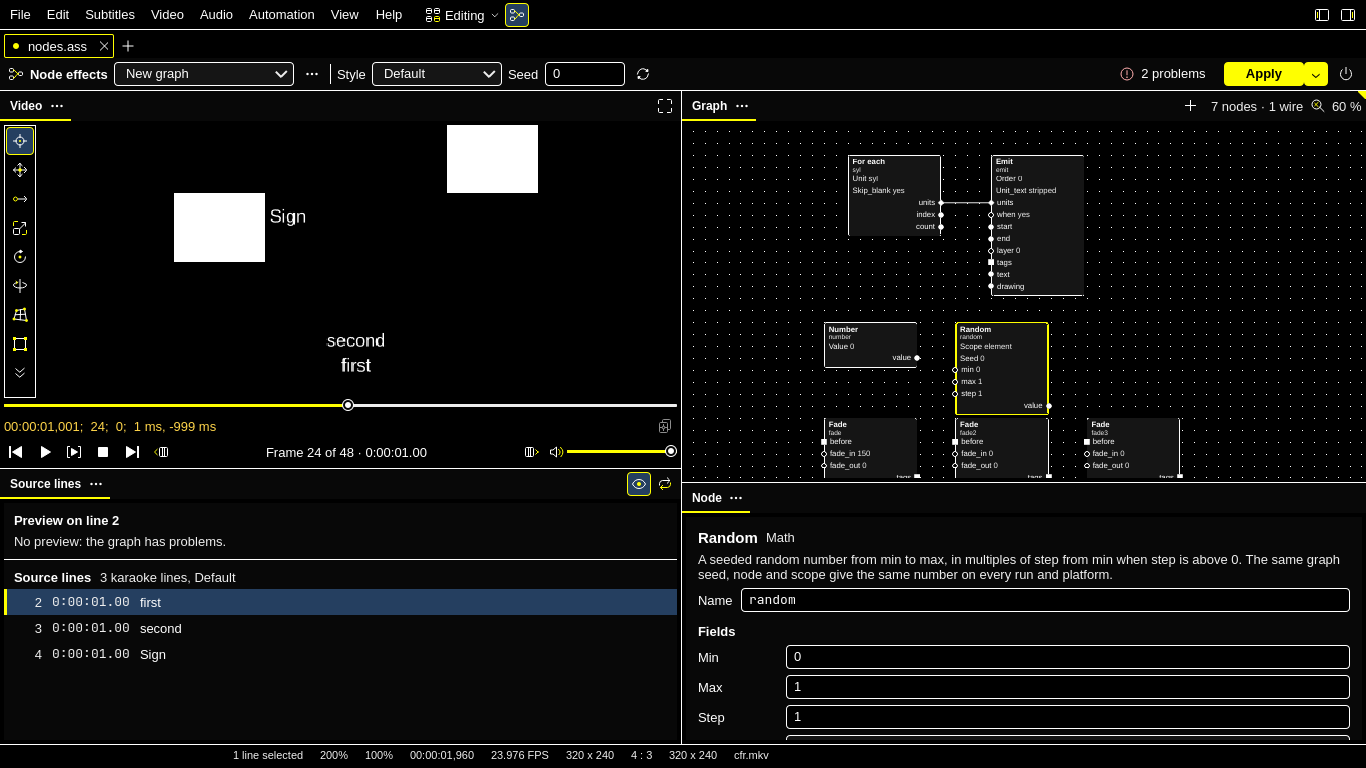 File Edit Subtitles Video Audio Automation View Help Editing
nodes.ass
Node effects New graph Style Default Seed 0 2 problems Apply
Video
Sign
second
first
00:00:01,001; 24; 0; 1 ms, -999 ms
Frame 24 of 48 · 0:00:01.00
Source lines
Preview on line 2
No preview: the graph has problems.
Source lines 3 karaoke lines, Default
2 0:00:01.00 first
3 0:00:01.00 second
4 0:00:01.00 Sign
Graph 7 nodes · 1 wire 60 %
For each
syl
Unit syl
Skip_blank yes
units
index
count
Emit
emit
Order 0
Unit_text stripped
units
when yes
start
end
layer 0
tags
text
drawing
Number
number
Value 0
value
Random
random
Scope element
Seed 0
min 0
max 1
step 1
value
Fade
fade
before
fade_in 150
fade_out 0
tags
Fade
fade2
before
fade_in 0
fade_out 0
tags
Fade
fade3
before
fade_in 0
fade_out 0
tags
Node
Random Math
A seeded random number from min to max, in multiples of step from min when step is above 0. The same graph
seed, node and scope give the same number on every run and platform.
Name random
Fields
Min 0
Max 1
Step 1
1 line selected 200% 100% 00:00:01,960 23.976 FPS 320 x 240 4 : 3 320 x 240 cfr.mkv